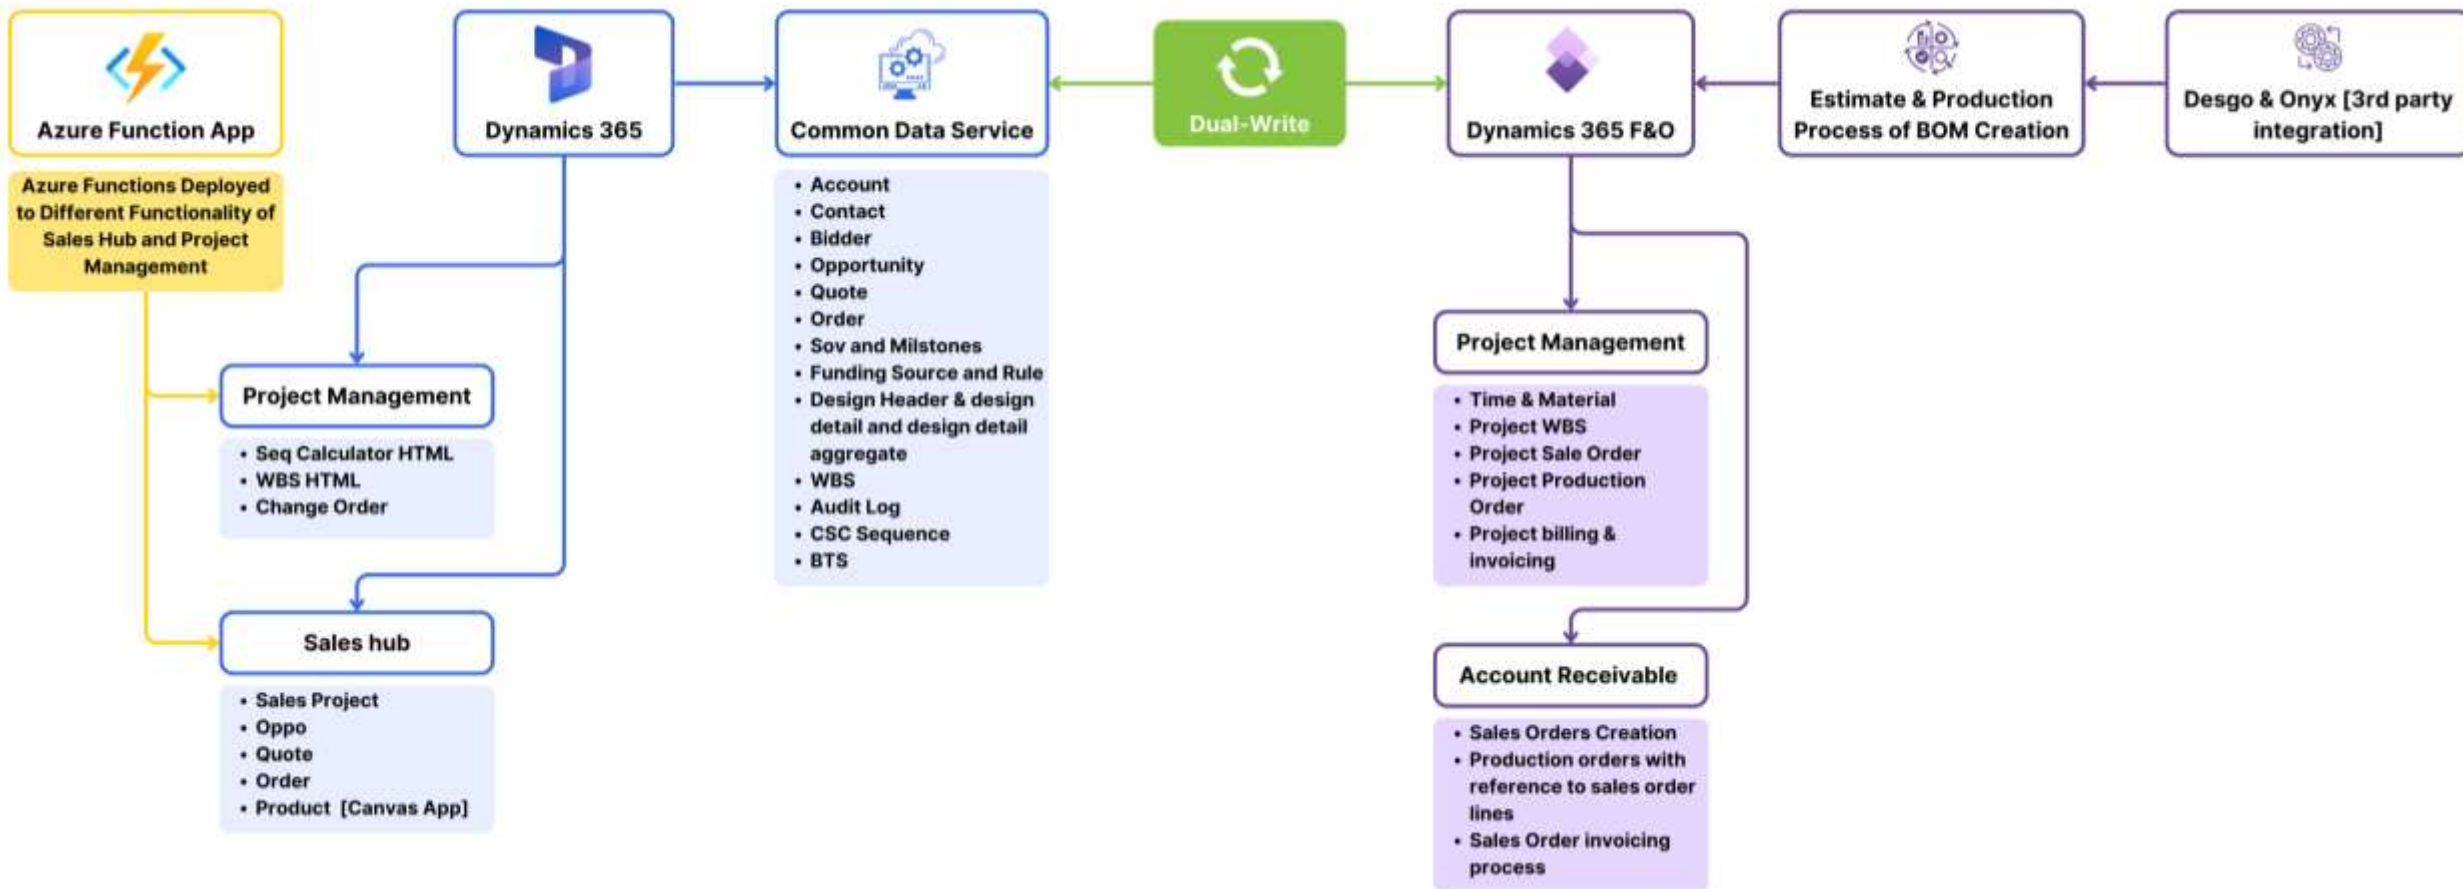 Azure Function App
Azure Functions Deployed
to Different Functionality of
Sales Hub and Project
Management
Dynamics 365
Project Management
• Seq Calculator HTML
• WBS HTML
• Change Order
Sales hub
• Sales Project
• Oppo
• Quote
• Order
• Product [Canvas App]
Common Data Service
• Account
• Contact
• Bidder
• Opportunity
• Quote
• Order
• Sov and Milstones
• Funding Source and Rule
• Design Header & design
detail and design detail
aggregate
• WBS
• Audit Log
• CSC Sequence
• BTS
Dual-Write
Dynamics 365 F&O
Project Management
• Time & Material
• Project WBS
• Project Sale Order
• Project Production
Order
• Project billing &
invoicing
Account Receivable
• Sales Orders Creation
• Production orders with
reference to sales order
lines
• Sales Order invoicing
process
Estimate & Production
Process of BOM Creation
Desgo & Onyx [3rd party
integration]